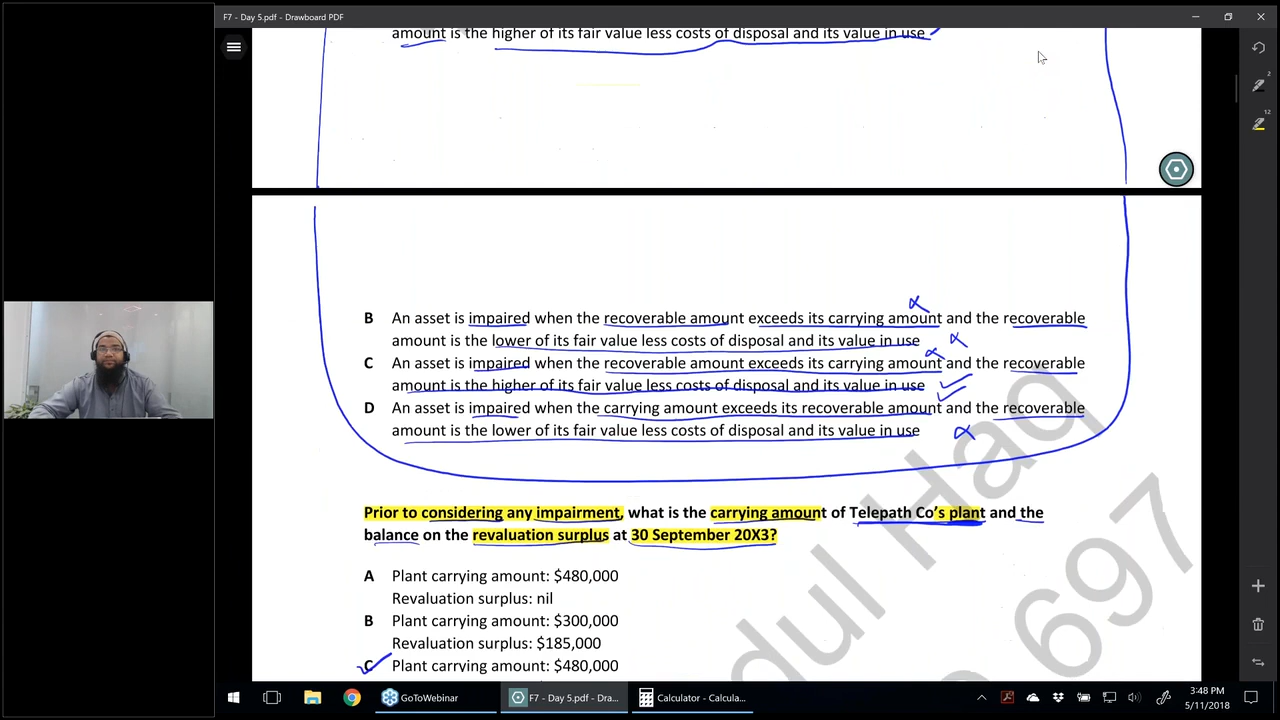 F7 - Day 5.pdf - Drawboard PDF
2
12
amount is the higher of its fair value less costs of disposal and its value in use
B An asset is impaired when the recoverable amount exceeds its carrying amount and the recoverable
amount is the lower of its fair value less costs of disposal and its value in use
C An asset is impaired when the recoverable amount exceeds its carrying amount and the recoverable
amount is the higher of its fair value less costs of disposal and its value in use
D An asset is impaired when the carrying amount exceeds its recoverable amount and the recoverable
amount is the lower of its fair value less costs of disposal and its value in use
Prior to considering any impairment, what is the carrying amount of Telepath Co's plant and the
balance on the revaluation surplus at 30 September 20X3?
A Plant carrying amount: $480,000
Revaluation surplus: nil
B Plant carrying amount: $300,000
Revaluation surplus: $185,000
C Plant carrying amount: $480,000
dul Haq
697
GoToWebinar
F7 - Day 5.pdf - Dra...
Calculator - Calcula...
3:48 PM
5/11/2018